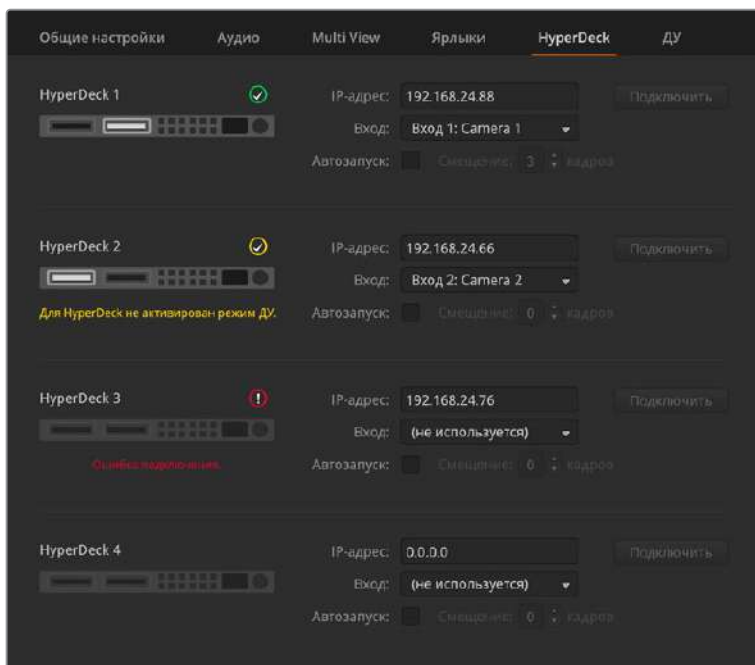 Общие настройки Аудио Multi View Ярлыки HyperDeck ДУ
HyperDeck 1 IP-адрес: 192.168.24.88 Подключить
Вход: Вход 1: Camera 1
Автозапуск: Смещение: 3 кадров
HyperDeck 2 IP-адрес: 192.168.24.66 Подключить
Вход: Вход 2: Camera 2
Для HyperDeck не активирован режим ДУ. Автозапуск: Смещение: 0 кадров
HyperDeck 3 IP-адрес: 192.168.24.76 Подключить
Вход: (не используется)
Ошибка подключения. Автозапуск: Смещение: 0 кадров
HyperDeck 4 IP-адрес: 0.0.0.0 Подключить
Вход: (не используется)
Автозапуск: Смещение: 0 кадров